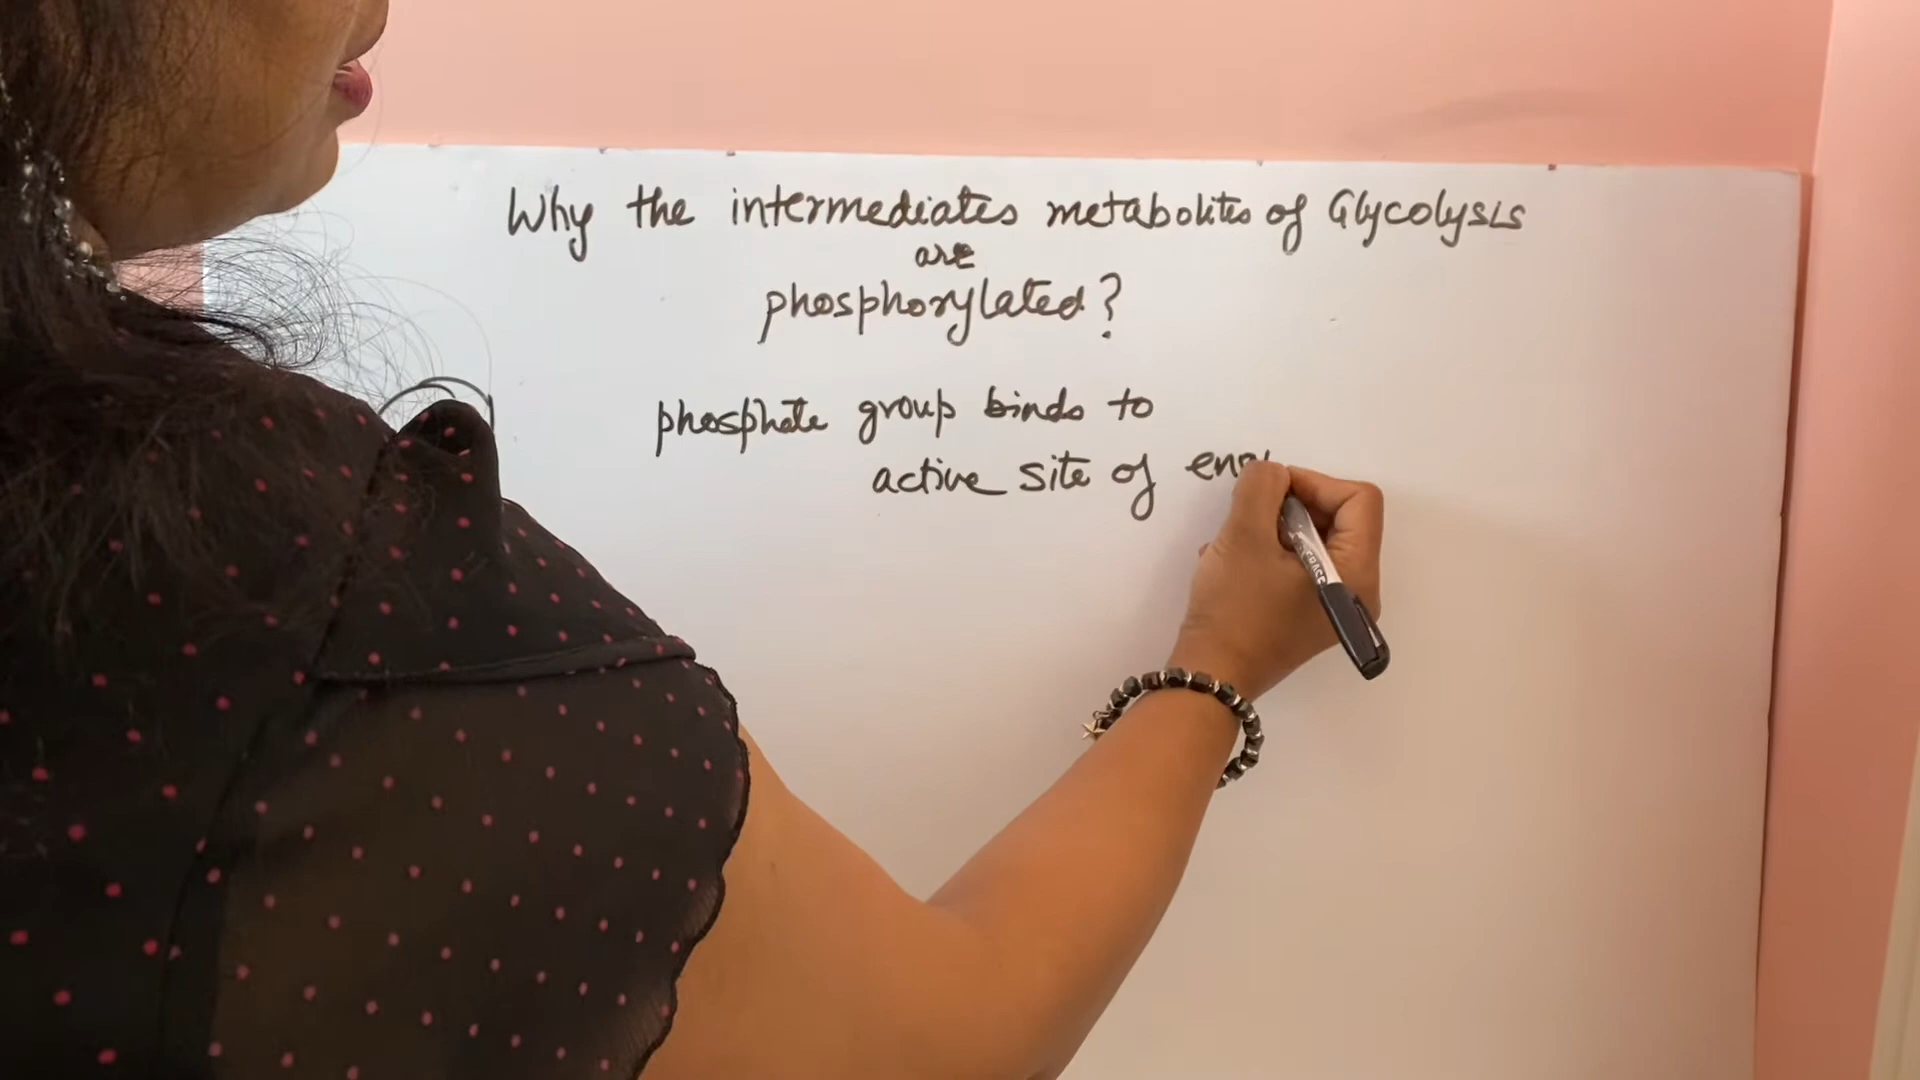 Why the intermediates metabolites of Glycolysis
are
phosphorylated?
phosphate group binds to
active site of